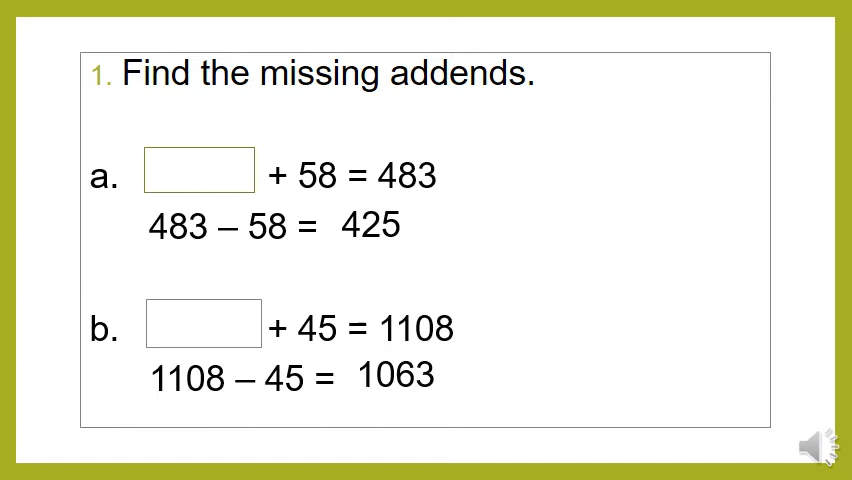 1. Find the missing addends.
a. + 58 = 483
483 – 58 = 425
b. + 45 = 1108
1108 – 45 = 1063